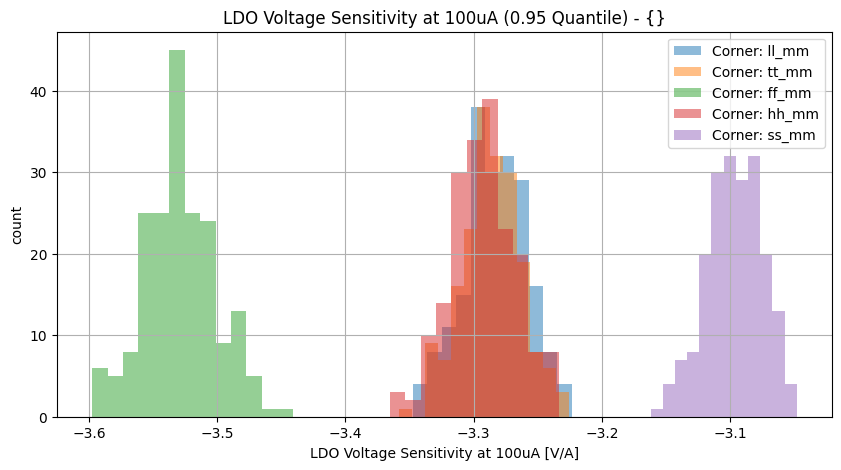 LDO Voltage Sensitivity at 100uA (0.95 Quantile) - {}
Corner: ll_mm
Corner: tt_mm
Corner: ff_mm
Corner: hh_mm
Corner: ss_mm
count
40
30
20
10
0
−3.6
−3.5
−3.4
−3.3
−3.2
−3.1
LDO Voltage Sensitivity at 100uA [V/A]